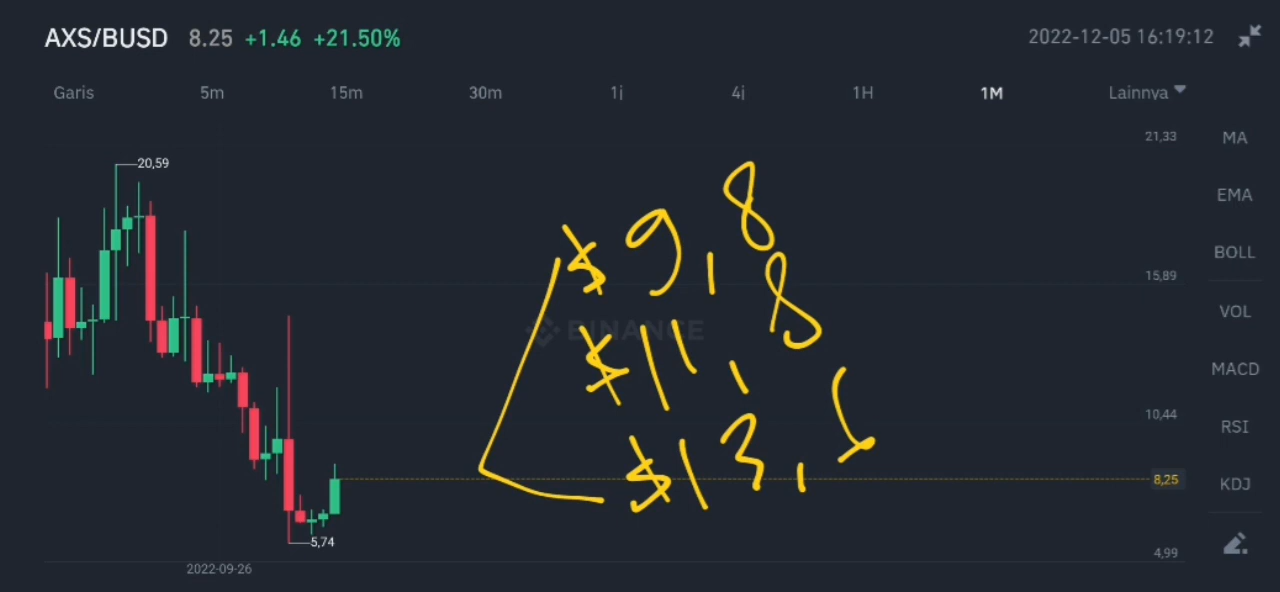 AXS/BUSD 8.25 +1.46 +21.50% 2022-12-05 16:19:12
Garis 5m 15m 30m 1j 4j 1H 1M Lainnya
21,33
MA
20,59
EMA
$9,8
BOLL
15,89
VOL
BINANCE
$11,8
MACD
10,44
RSI
$13,
8,25
KDJ
5,74
4,99
2022-09-26